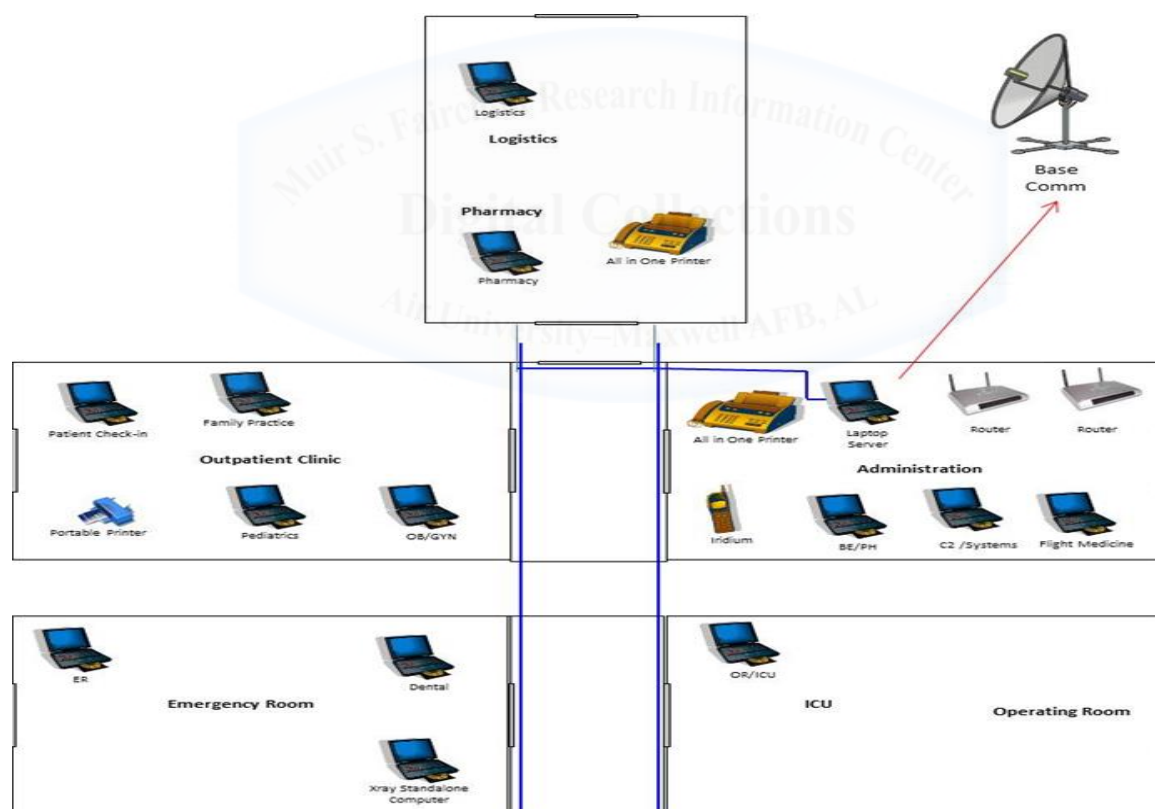 Muir S. Fairchild Research Information Center
Digital Collections
Air University–Maxwell AFB, AL
Logistics
Logistics
Pharmacy
Pharmacy
All in One Printer
Base
Comm
Patient Check-in
Family Practice
Outpatient Clinic
Portable Printer
Pediatrics
OB/GYN
All in One Printer
Laptop
Server
Router
Router
Administration
Iridium
BE/PH
C2 /Systems
Flight Medicine
ER
Dental
Emergency Room
Xray Standalone
Computer
OR/ICU
ICU
Operating Room